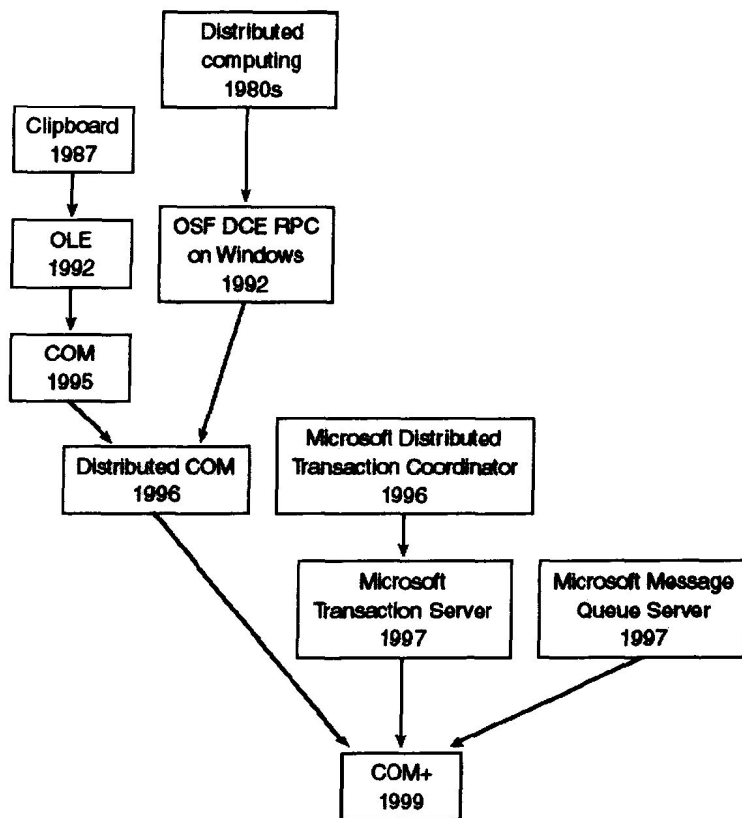 Distributed
computing
1980s
Clipboard
1987
OLE
1992
OSF DCE RPC
on Windows
1992
COM
1995
Distributed COM
1996
Microsoft Distributed
Transaction Coordinator
1996
Microsoft
Transaction Server
1997
Microsoft Message
Queue Server
1997
COM+
1999